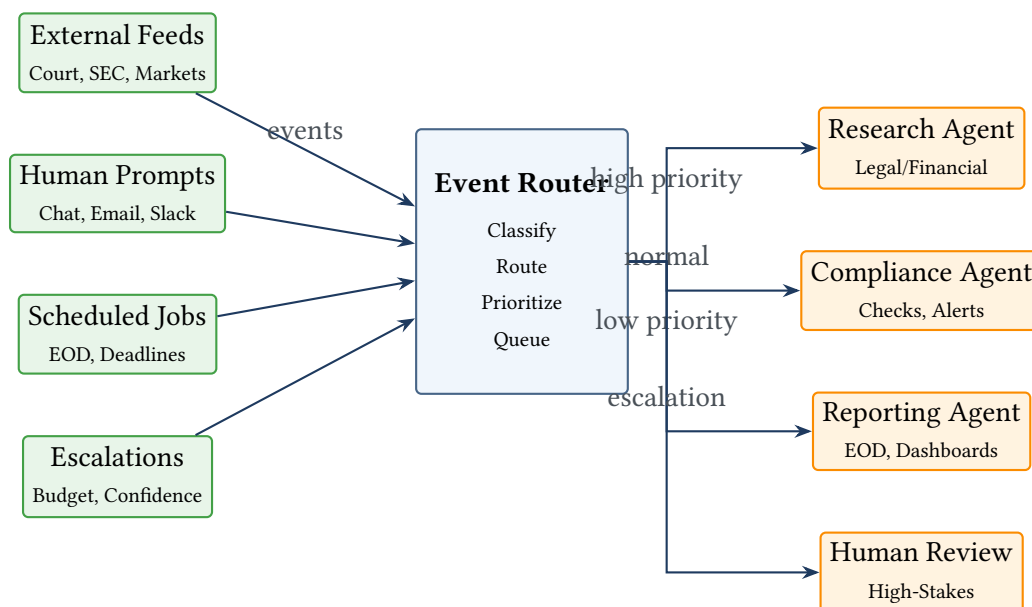 External Feeds
Court, SEC, Markets
Human Prompts
Chat, Email, Slack
Scheduled Jobs
EOD, Deadlines
Escalations
Budget, Confidence
events
Event Router
Classify
Route
Prioritize
Queue
high priority
normal
low priority
escalation
Research Agent
Legal/Financial
Compliance Agent
Checks, Alerts
Reporting Agent
EOD, Dashboards
Human Review
High-Stakes